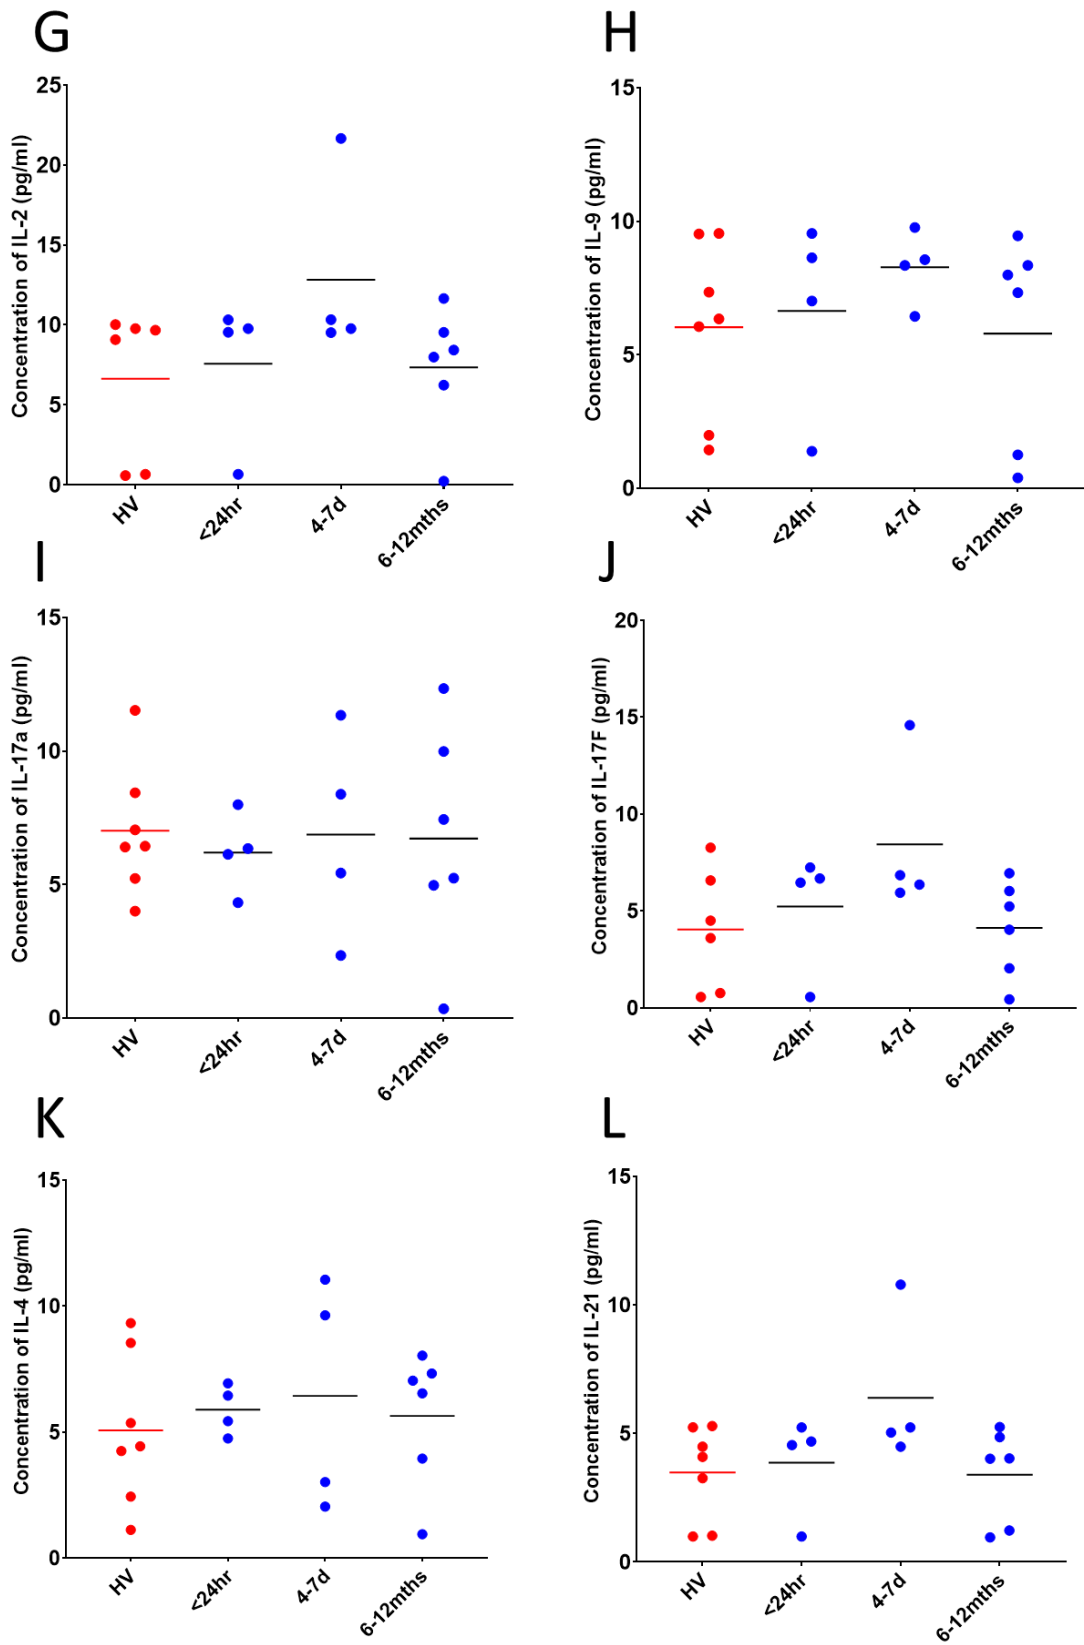 G
Concentration of IL-2 (pg/ml)
25
20
15
10
5
0
HV
<24hr
4-7d
6-12mths
H
Concentration of IL-9 (pg/ml)
15
10
5
0
HV
<24hr
4-7d
6-12mths
I
Concentration of IL-17a (pg/ml)
15
10
5
0
HV
<24hr
4-7d
6-12mths
J
Concentration of IL-17F (pg/ml)
20
15
10
5
0
HV
<24hr
4-7d
6-12mths
K
Concentration of IL-4 (pg/ml)
15
10
5
0
HV
<24hr
4-7d
6-12mths
L
Concentration of IL-21 (pg/ml)
15
10
5
0
HV
<24hr
4-7d
6-12mths